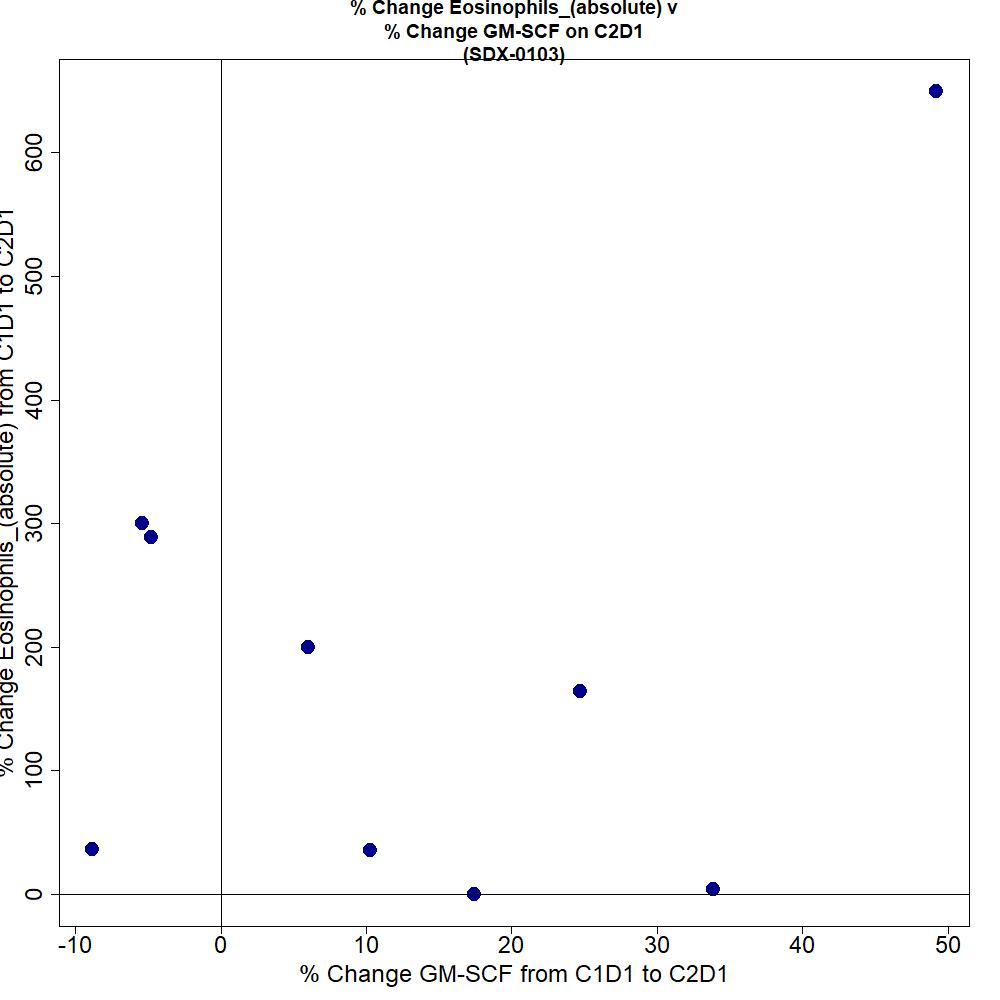 % Change Eosinophils_(absolute) v
% Change GM-SCF on C2D1
(SDX-0103)
% Change Eosinophils_(absolute) from C1D1 to C2D1
600
500
400
300
200
100
0
-10 0 10 20 30 40 50
% Change GM-SCF from C1D1 to C2D1